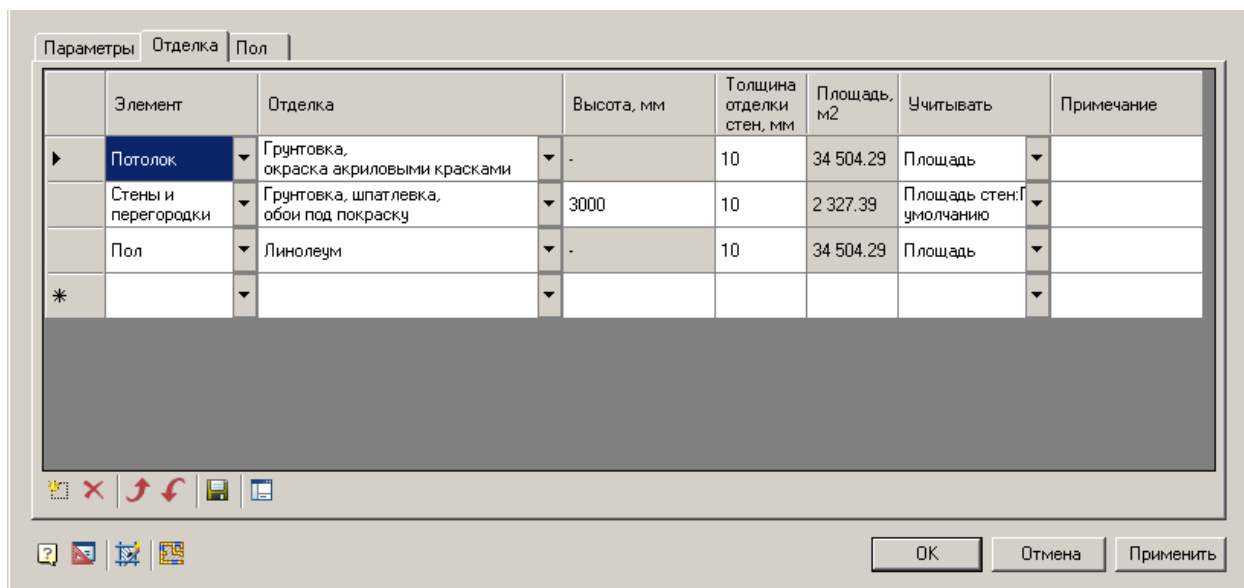 Параметры Отделка Пол
Элемент Отделка Высота, мм Толщина отделки стен, мм Площадь, м2 Учитывать Примечание
Потолок Грунтовка, окраска акриловыми красками - 10 34 504.29 Площадь
Стены и перегородки Грунтовка, шпатлевка, обои под покраску 3000 10 2 327.39 Площадь стен:П умолчанию
Пол Линолеум - 10 34 504.29 Площадь
OK Отмена Применить